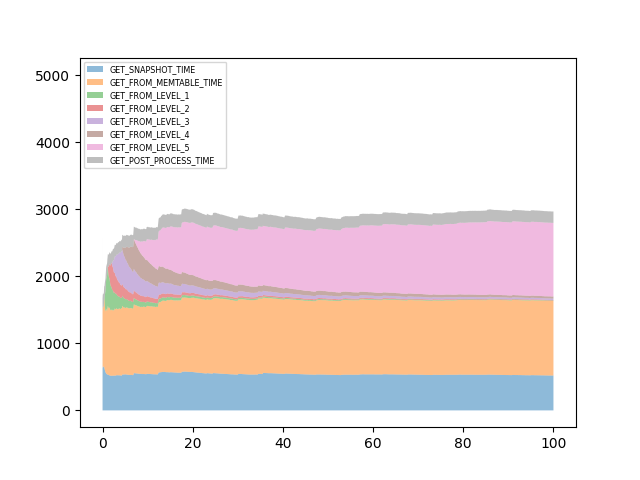 5000
4000
3000
2000
1000
0
GET_SNAPSHOT_TIME
GET_FROM_MEMTABLE_TIME
GET_FROM_LEVEL_1
GET_FROM_LEVEL_2
GET_FROM_LEVEL_3
GET_FROM_LEVEL_4
GET_FROM_LEVEL_5
GET_POST_PROCESS_TIME
0 20 40 60 80 100